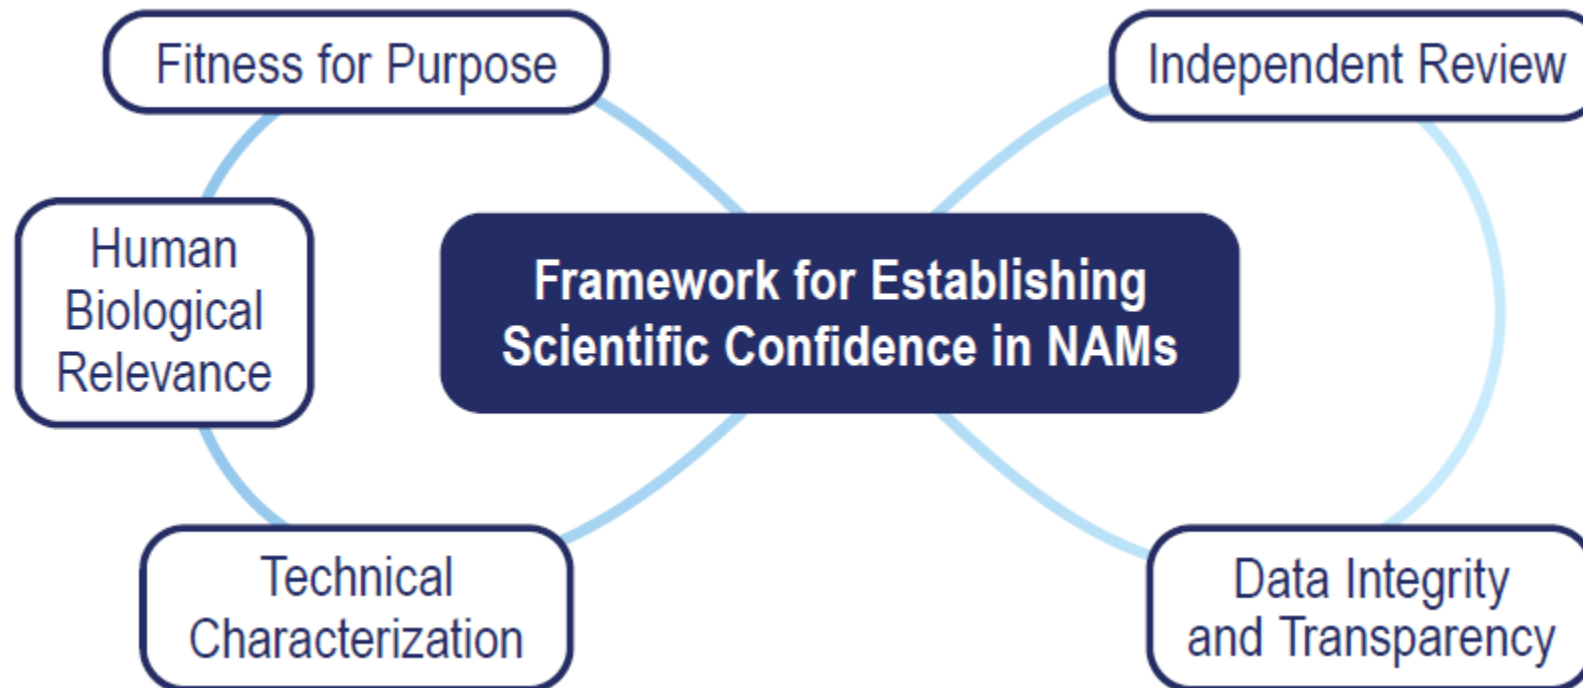 Fitness for Purpose
Independent Review
Human
Biological
Relevance
Framework for Establishing
Scientific Confidence in NAMs
Technical
Characterization
Data Integrity
and Transparency